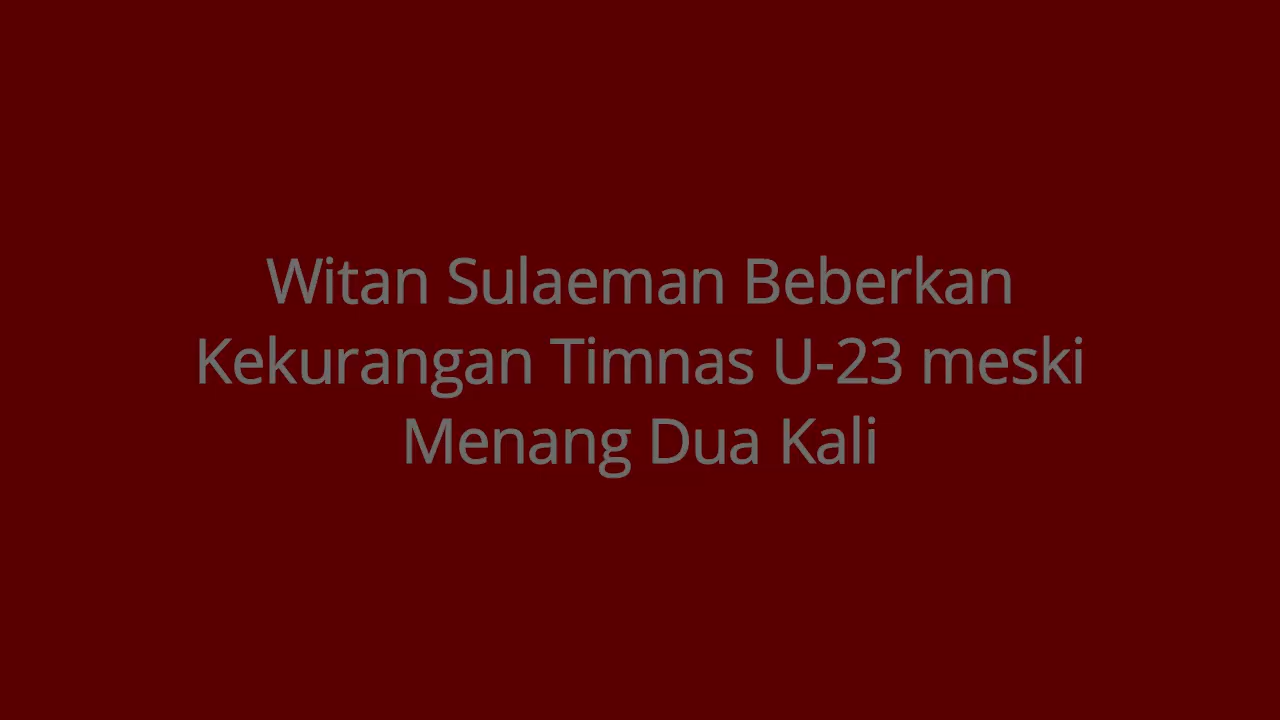 Witan Sulaeman Beberkan
Kekurangan Timnas U-23 meski
Menang Dua Kali